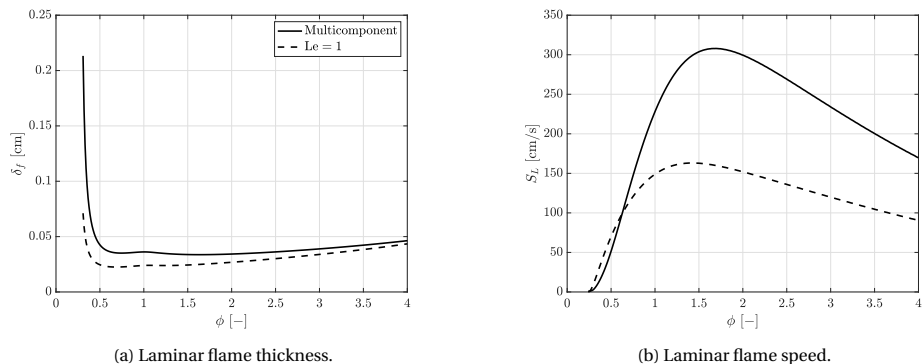 0.25
0.2
0.15
0.1
0.05
0
δf [cm]
0 0.5 1 1.5 2 2.5 3 3.5 4
ϕ [−]
Multicomponent
Le = 1
(a) Laminar flame thickness.
350
300
250
200
150
100
50
0
SL [cm/s]
0 0.5 1 1.5 2 2.5 3 3.5 4
ϕ [−]
(b) Laminar flame speed.